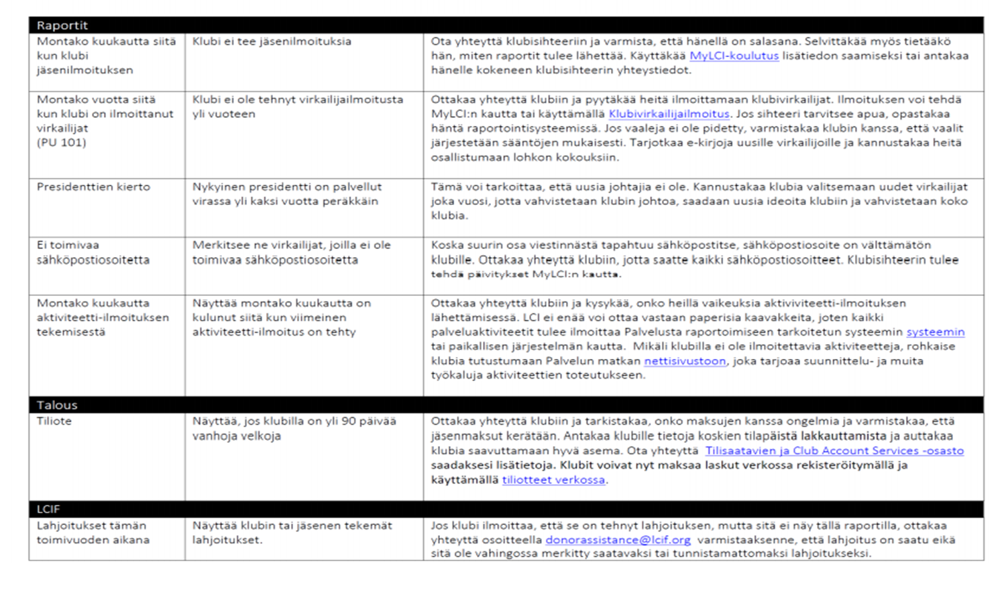 Raportit
Montako kuukautta siitä
kun klubi
jäsenilmoituksen
Klubi ei tee jäsenilmoituksia
Ota yhteyttä klubisihteeriin ja varmista, että hänellä on salasana. Selvittäkää myös tietääkö
hän, miten raportit tulee lähettää. Käyttäkää MyLCI-koulutus lisätiedon saamiseksi tai antakaa
hänelle kokeneen klubisihteerin yhteystiedot.
Montako vuotta siitä
kun klubi on ilmoittanut
virkailijat
(PU 101)
Klubi ei ole tehnyt virkailijailmoitusta
yli vuoteen
Ottakaa yhteyttä klubiin ja pyytäkää heitä ilmoittamaan klubivirkailijat. Ilmoituksen voi tehdä
MyLCI:n kautta tai käyttämällä Klubivirkailijailmoitus. Jos sihteeri tarvitsee apua, opastakaa
häntä raportointisysteemissä. Jos vaaleja ei ole pidetty, varmistakaa klubin kanssa, että vaalit
järjestetään sääntöjen mukaisesti. Tarjotkaa e-kirjoja uusille virkailijoille ja kannustakaa heitä
osallistumaan lohkon kokouksiin.
Presidenttien kierto
Nykyinen presidentti on palvellut
virassa yli kaksi vuotta peräkkäin
Tämä voi tarkoittaa, että uusia johtajia ei ole. Kannustakaa klubia valitsemaan uudet virkailijat
joka vuosi, jotta vahvistetaan klubin johtoa, saadaan uusia ideoita klubiin ja vahvistetaan koko
klubia.
Ei toimivaa
sähköpostiosoitetta
Merkitsee ne virkailijat, joilla ei ole
toimivaa sähköpostiosoitetta
Koska suurin osa viestinnästä tapahtuu sähköpostitse, sähköpostiosoite on välttämätön
klubille. Ottakaa yhteyttä klubiin, jotta saatte kaikki sähköpostiosoitteet. Klubisihteerin tulee
tehdä päivitykset MyLCI:n kautta.
Montako kuukautta
aktiviteetti-ilmoituksen
tekemisestä
Näyttää montako kuukautta on
kulunut siitä kun viimeinen
aktiviteetti-ilmoitus on tehty
Ottakaa yhteyttä klubiin ja kysykää, onko heillä vaikeuksia aktiviviteetti-ilmoituksen
lähettämisessä. LCI ei enää voi ottaa vastaan paperisia kaavakkeita, joten kaikki
palveluaktiviteetit tulee ilmoittaa Palvelusta raportoimiseen tarkoitetun systeemin systeemin
tai paikallisen järjestelmän kautta. Mikäli klubilla ei ole ilmoitettavia aktiviteetteja, rohkaise
klubia tutustumaan Palvelun matkan nettisivustoon, joka tarjoaa suunnittelu- ja muita
työkaluja aktiviteettien toteutukseen.
Talous
Tiliote
Näyttää, jos klubilla on yli 90 päivää
vanhoja velkoja
Ottakaa yhteyttä klubiin ja tarkistakaa, onko maksujen kanssa ongelmia ja varmistakaa, että
jäsenmaksut kerätään. Antakaa klubille tietoja koskien tilapäistä lakkauttamista ja auttakaa
klubia saavuttamaan hyvä asema. Ota yhteyttä Tilisaatavien ja Club Account Services -osasto
saadaksesi lisätietoja. Klubit voivat nyt maksaa laskut verkossa rekisteröitymällä ja
käyttämällä tiliotteet verkossa.
LCIF
Lahjoitukset tämän
toimivuoden aikana
Näyttää klubin tai jäsenen tekemät
lahjoitukset.
Jos klubi ilmoittaa, että se on tehnyt lahjoituksen, mutta sitä ei näy tällä raportilla, ottakaa
yhteyttä osoitteella donorassistance@lcif.org varmistaaksenne, että lahjoitus on saatu eikä
sitä ole vahingossa merkitty saatavaksi tai tunnistamattomaksi lahjoitukseksi.